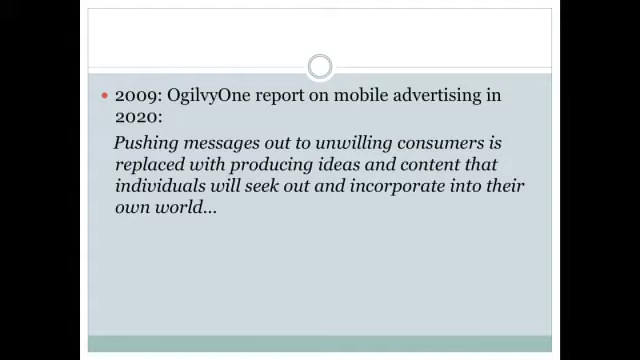 2009: OgilvyOne report on mobile advertising in
2020:
Pushing messages out to unwilling consumers is
replaced with producing ideas and content that
individuals will seek out and incorporate into their
own world...